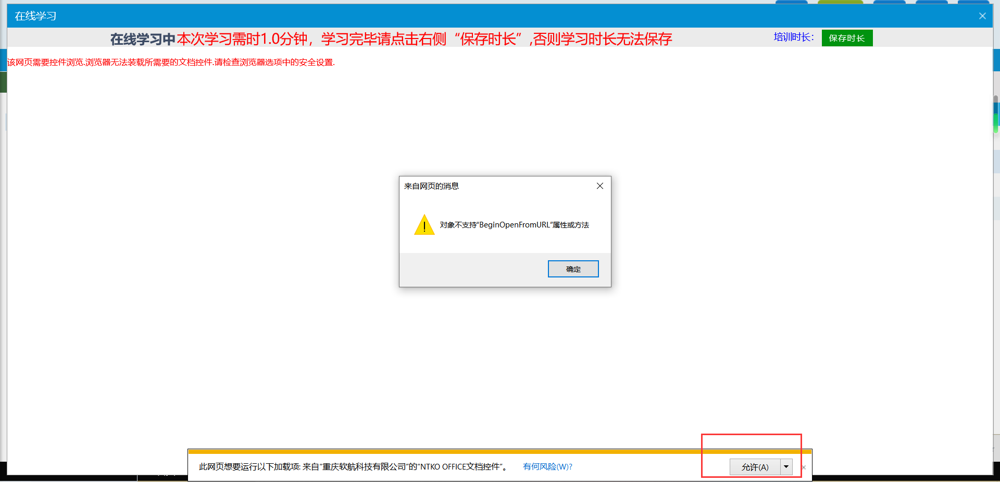 在线学习
在线学习中本次学习需时1.0分钟，学习完毕请点击右侧“保存时长”,否则学习时长无法保存
培训时长：
保存时长
该网页需要控件浏览.浏览器无法装载所需要的文档控件.请检查浏览器选项中的安全设置.
来自网页的消息
对象不支持“BeginOpenFromURL”属性或方法
确定
此网页想要运行以下加载项: 来自“重庆软航科技有限公司”的“NTKO OFFICE文档控件”。
有何风险(W)?
允许(A)